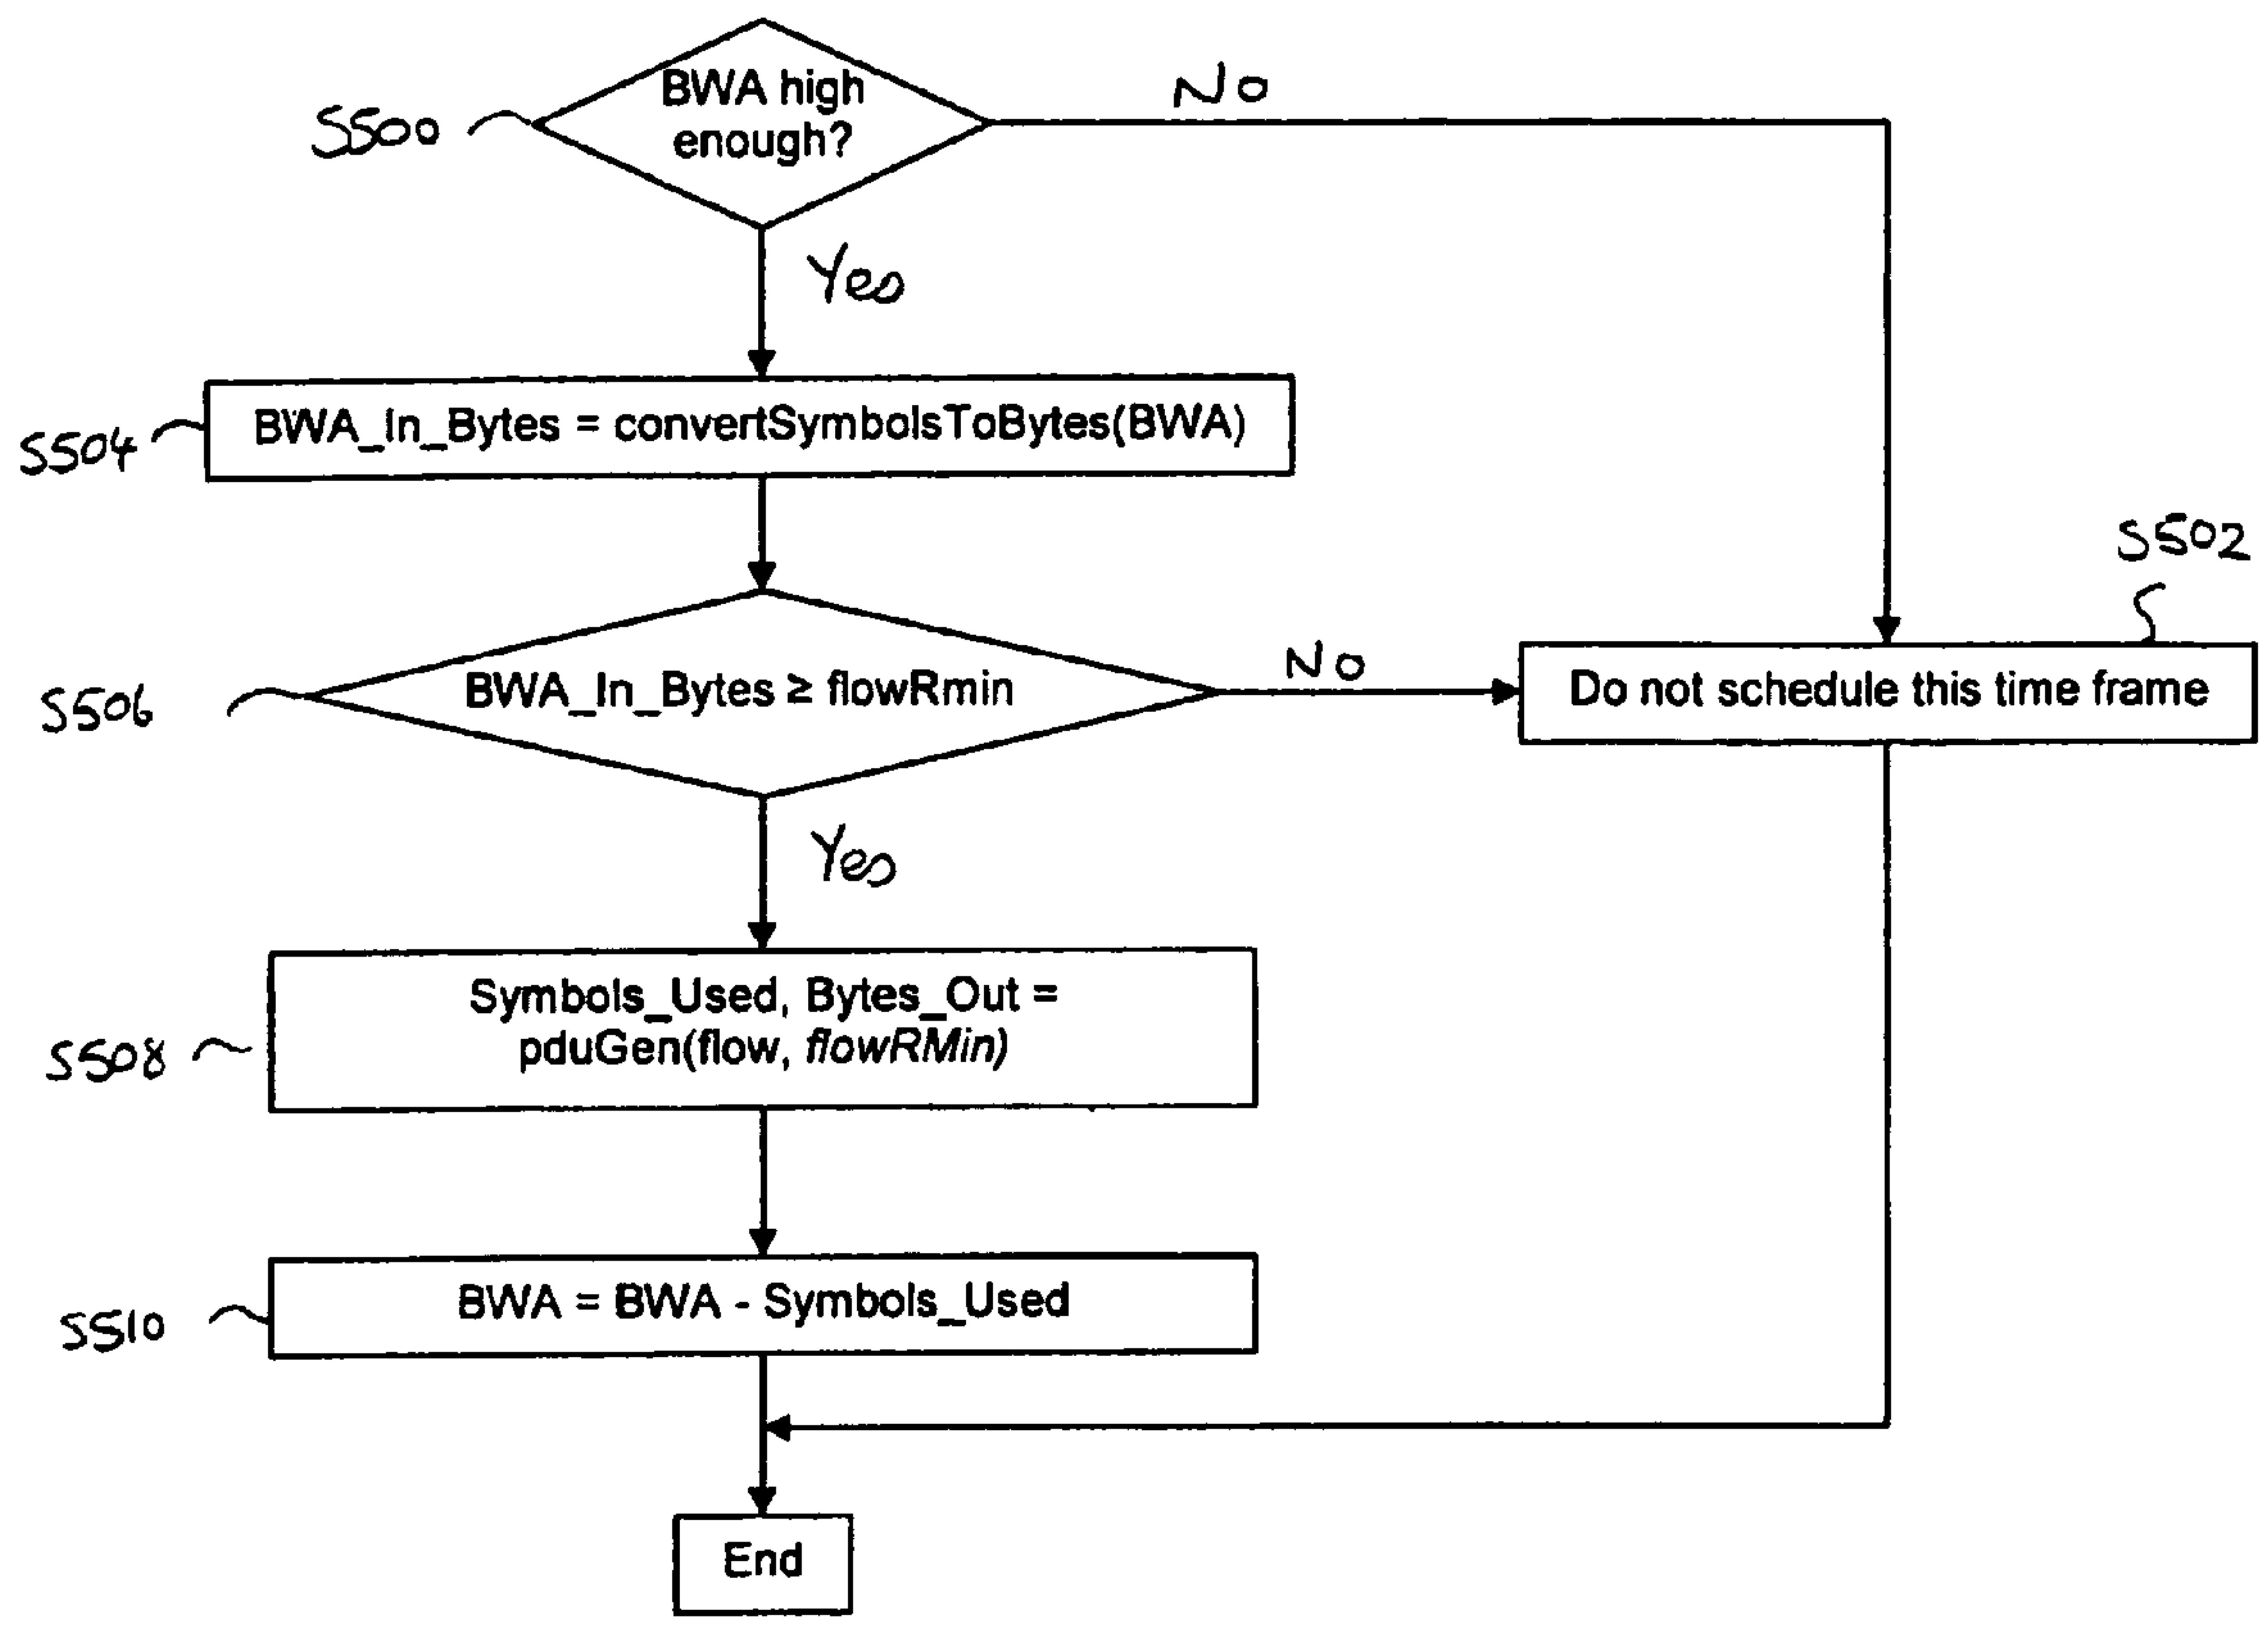 BWA high
enough?
No
S500
Yes
BWA_In_Bytes = convertSymbolsToBytes(BWA)
S504
S502
BWA_In_Bytes ≥ flowRmin
No
Do not schedule this time frame
S506
Yes
Symbols_Used, Bytes_Out =
pduGen(flow, flowRMin)
S508
BWA = BWA - Symbols_Used
S510
End